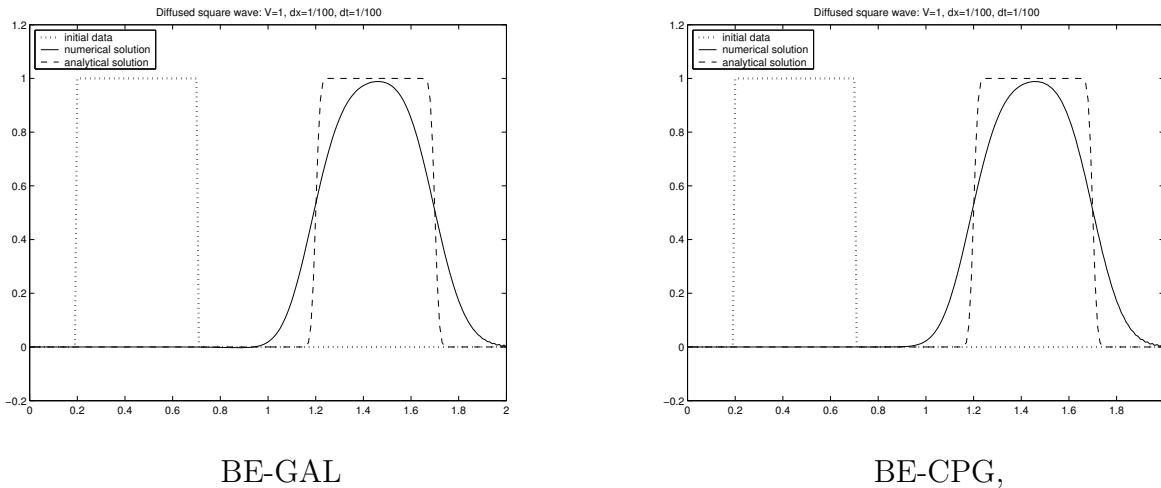 Diffused square wave: V=1, dx=1/100, dt=1/100
1.2
1
0.8
0.6
0.4
0.2
0
−0.2
initial data
numerical solution
analytical solution
0 0.2 0.4 0.6 0.8 1 1.2 1.4 1.6 1.8 2
BE-GAL
Diffused square wave: V=1, dx=1/100, dt=1/100
1.2
1
0.8
0.6
0.4
0.2
0
−0.2
initial data
numerical solution
analytical solution
0 0.2 0.4 0.6 0.8 1 1.2 1.4 1.6 1.8
BE-CPG,